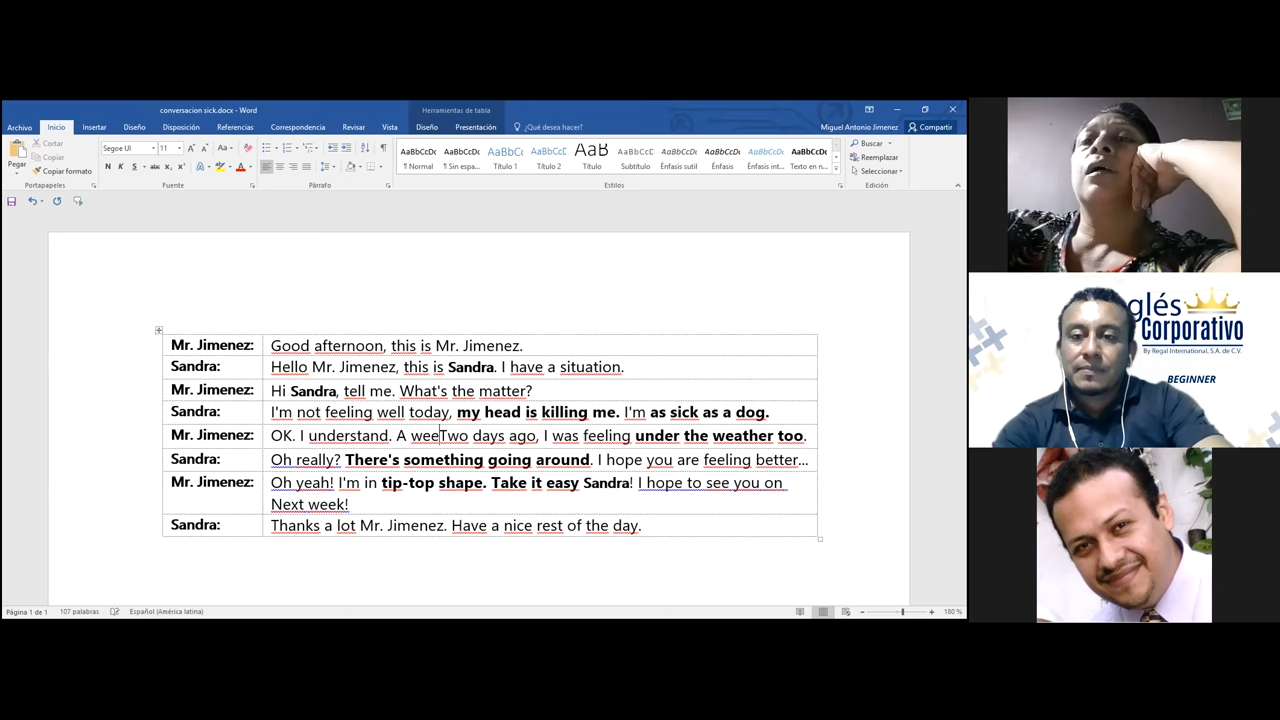 conversacion sick.docx - Word
Herramientas de tabla
Archivo Inicio Insertar Diseño Disposición Referencias Correspondencia Revisar Vista Diseño Presentación ¿Qué desea hacer? Miguel Antonio Jimenez Compartir
Pegar
Cortar
Copiar
Copiar formato
Segoe UI 11
N K S abc x₂ x²
AaBbCcDc AaBbCcDc AaBbCc AaBbCcC AaB AaBbCcC AaBbCcDc AaBbCcDc AaBbCcDc AaBbCcDc
¶ Normal ¶ Sin espa... Título 1 Título 2 Título Subtítulo Énfasis sutil Énfasis Énfasis int... Texto en n...
Buscar
Reemplazar
Seleccionar
Portapapeles Fuente Párrafo Estilos Edición
Mr. Jimenez: Good afternoon, this is Mr. Jimenez.
Sandra: Hello Mr. Jimenez, this is Sandra. I have a situation.
Mr. Jimenez: Hi Sandra, tell me. What's the matter?
Sandra: I'm not feeling well today, my head is killing me. I'm as sick as a dog.
Mr. Jimenez: OK. I understand. A weeTwo days ago, I was feeling under the weather too.
Sandra: Oh really? There's something going around. I hope you are feeling better...
Mr. Jimenez: Oh yeah! I'm in tip-top shape. Take it easy Sandra! I hope to see you on
Next week!
Sandra: Thanks a lot Mr. Jimenez. Have a nice rest of the day.
Página 1 de 1 107 palabras Español (América latina) 180 %
glés
Corporativo
By Regal International, S.A. de C.V.
BEGINNER